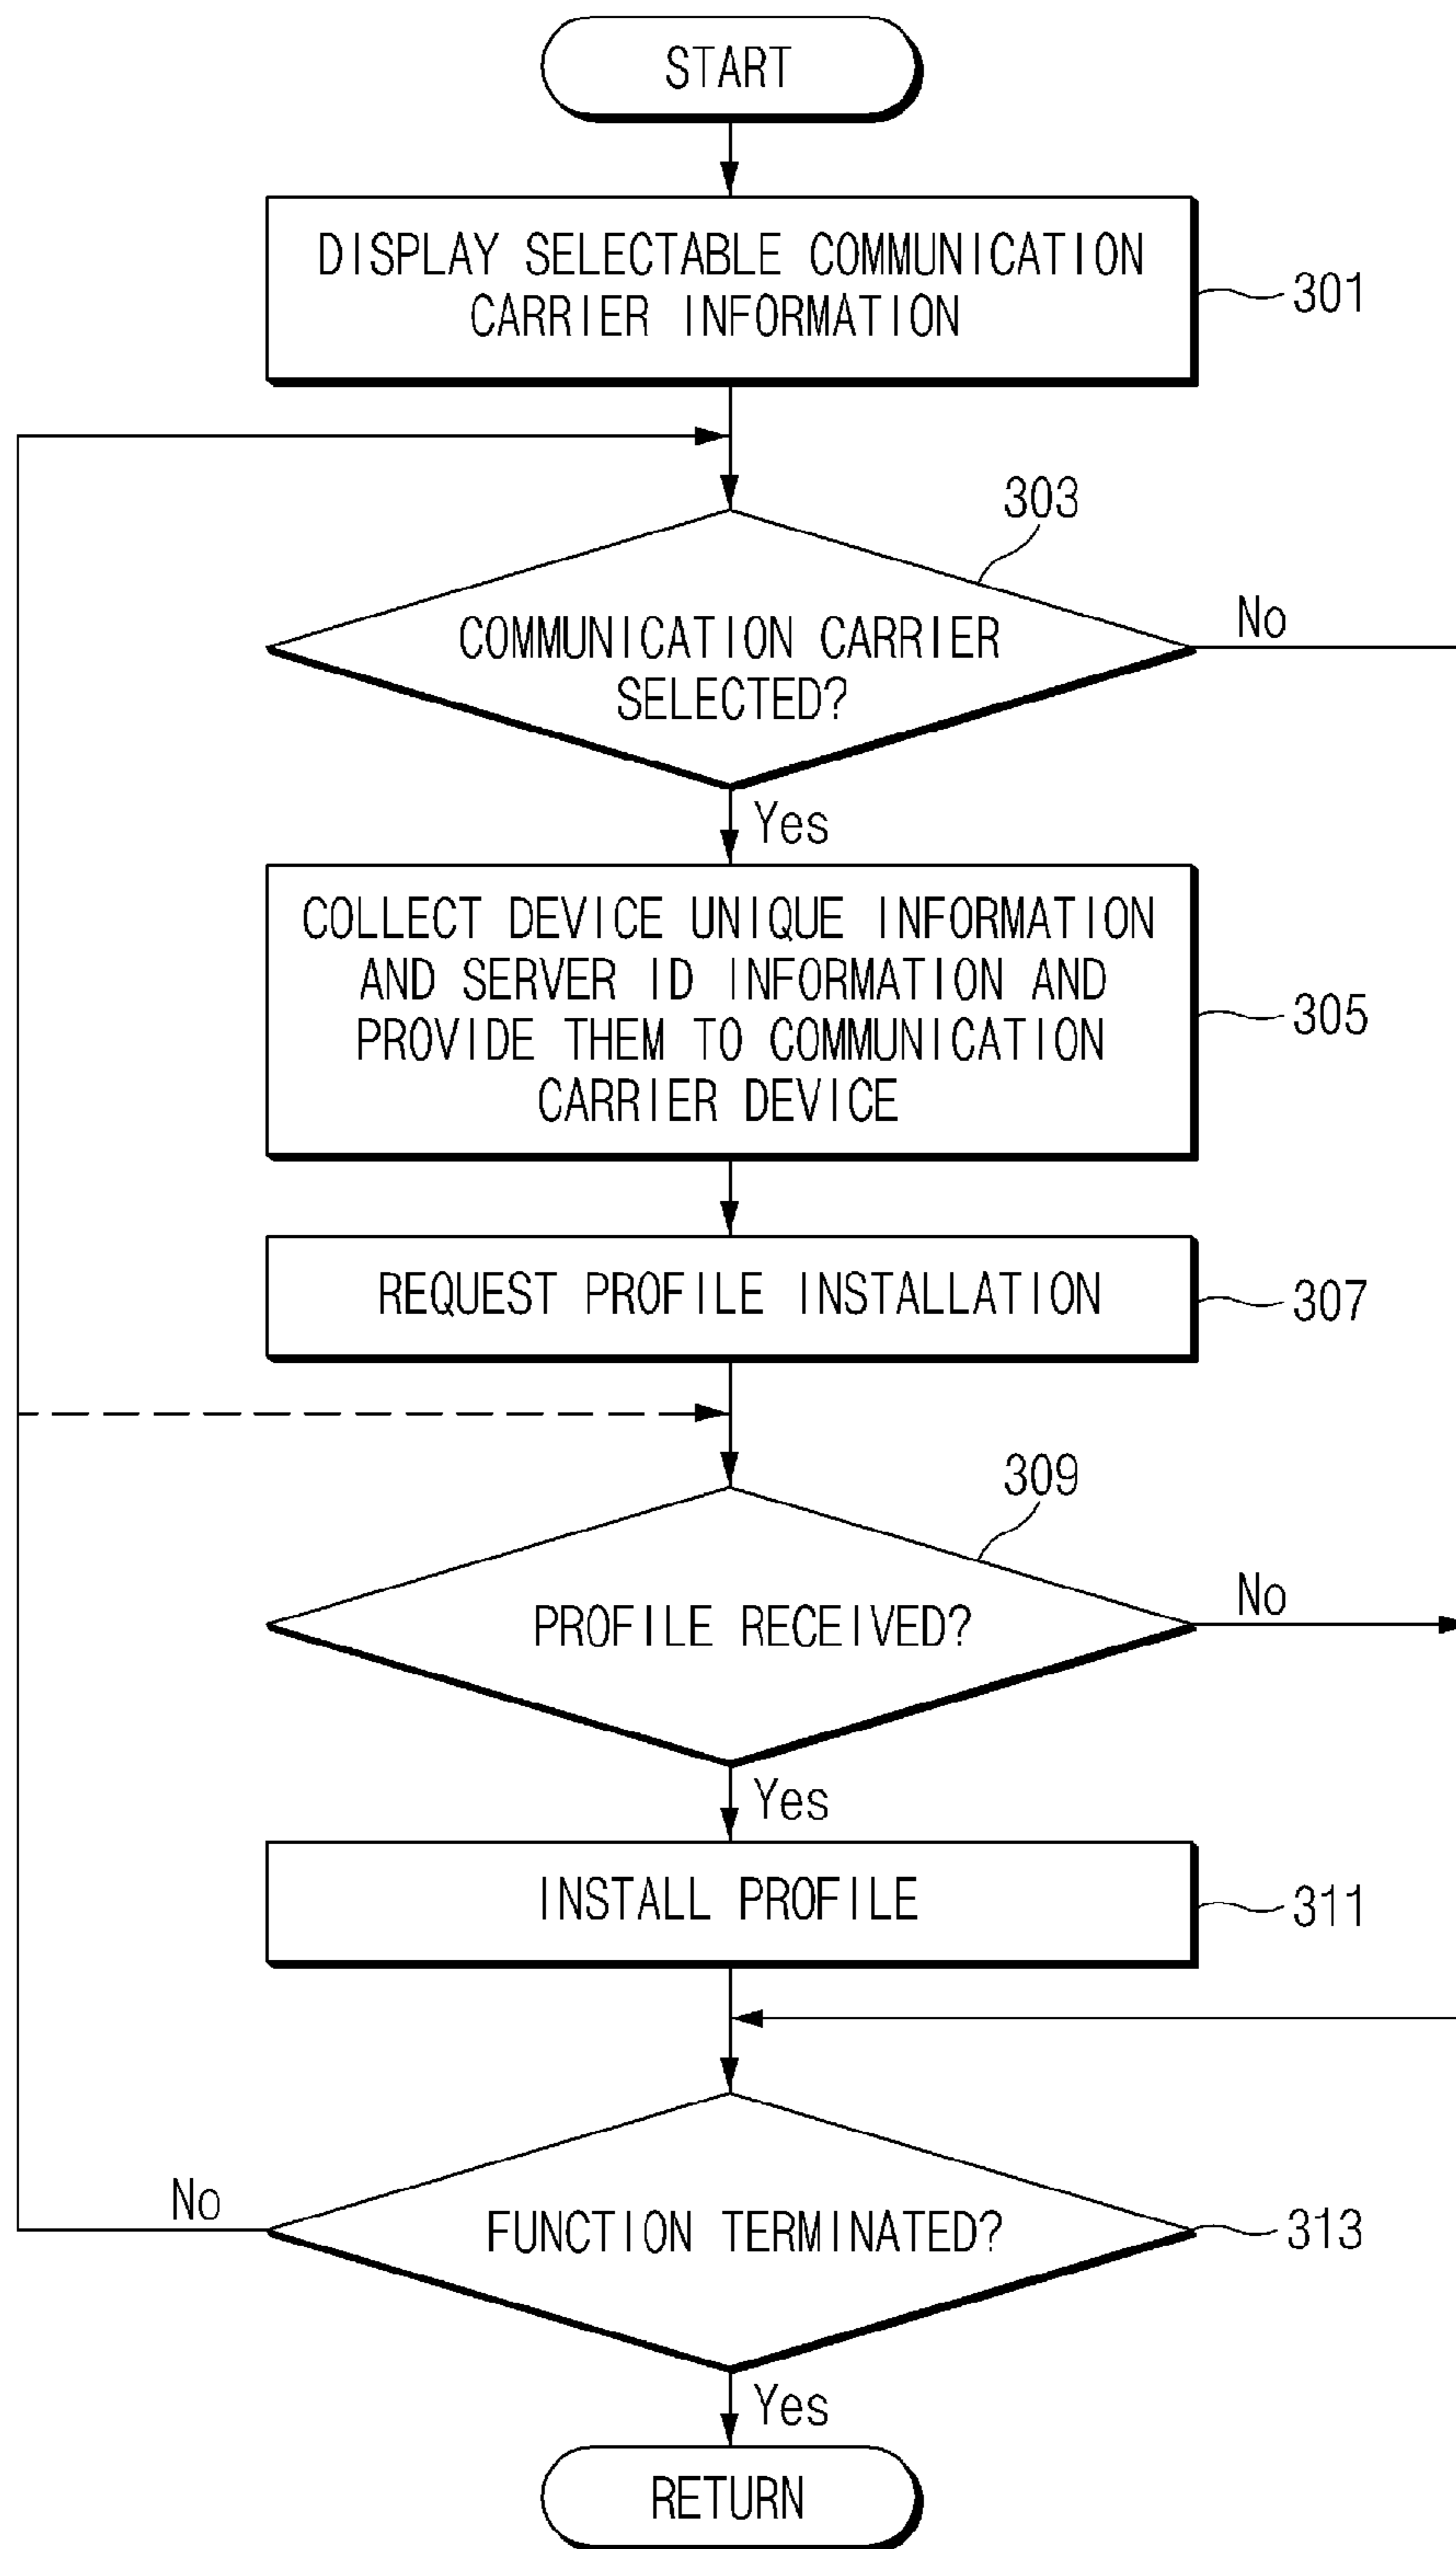 START
DISPLAY SELECTABLE COMMUNICATION
CARRIER INFORMATION
301
303
COMMUNICATION CARRIER
SELECTED?
No
Yes
COLLECT DEVICE UNIQUE INFORMATION
AND SERVER ID INFORMATION AND
PROVIDE THEM TO COMMUNICATION
CARRIER DEVICE
305
REQUEST PROFILE INSTALLATION
307
309
PROFILE RECEIVED?
No
Yes
INSTALL PROFILE
311
No
FUNCTION TERMINATED?
313
Yes
RETURN